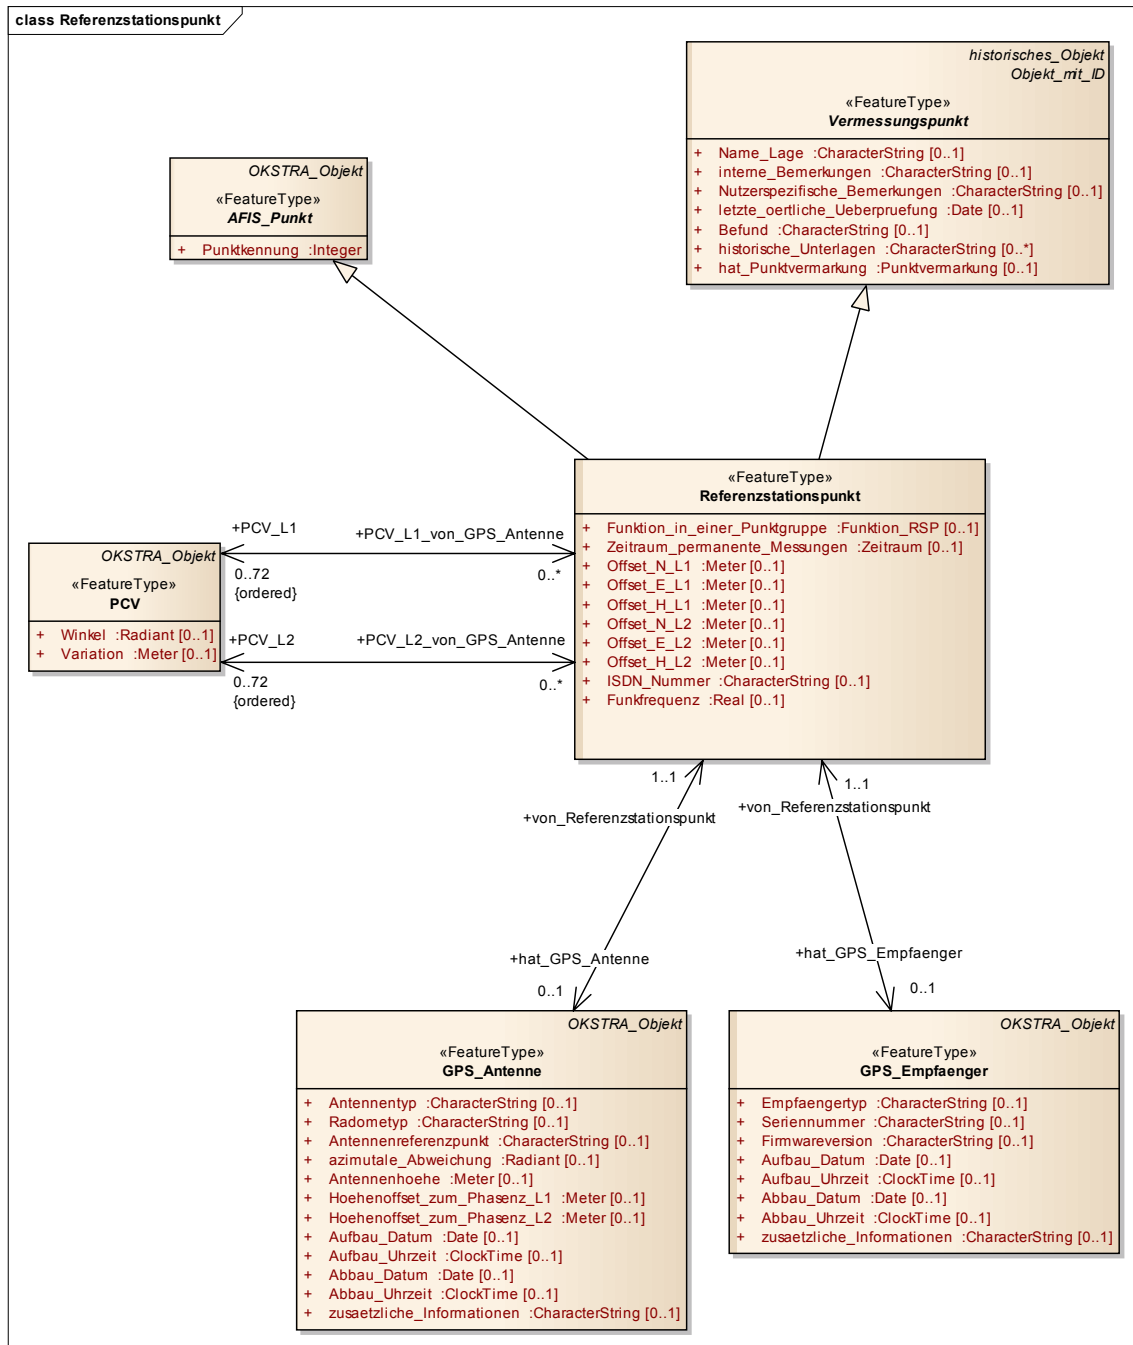 class Referenzstationspunkt
historisches_Objekt
Objekt_mit_ID
«FeatureType»
Vermessungspunkt
+ Name_Lage :CharacterString [0..1]
+ interne_Bemerkungen :CharacterString [0..1]
+ Nutzerspezifische_Bemerkungen :CharacterString [0..1]
+ letzte_oertliche_Ueberpruefung :Date [0..1]
+ Befund :CharacterString [0..1]
+ historische_Unterlagen :CharacterString [0..*]
+ hat_Punktvermarkung :Punktvermarkung [0..1]
OKSTRA_Objekt
«FeatureType»
AFIS_Punkt
+ Punktkennung :Integer
«FeatureType»
Referenzstationspunkt
+ Funktion_in_einer_Punktgruppe :Funktion_RSP [0..1]
+ Zeitraum_permanente_Messungen :Zeitraum [0..1]
+ Offset_N_L1 :Meter [0..1]
+ Offset_E_L1 :Meter [0..1]
+ Offset_H_L1 :Meter [0..1]
+ Offset_N_L2 :Meter [0..1]
+ Offset_E_L2 :Meter [0..1]
+ Offset_H_L2 :Meter [0..1]
+ ISDN_Nummer :CharacterString [0..1]
+ Funkfrequenz :Real [0..1]
+PCV_L1
+PCV_L1_von_GPS_Antenne
0..72
{ordered}
0..*
+PCV_L2
+PCV_L2_von_GPS_Antenne
0..72
{ordered}
0..*
OKSTRA_Objekt
«FeatureType»
PCV
+ Winkel :Radiant [0..1]
+ Variation :Meter [0..1]
1..1
+von_Referenzstationspunkt
1..1
+von_Referenzstationspunkt
+hat_GPS_Antenne
0..1
+hat_GPS_Empfaenger
0..1
OKSTRA_Objekt
«FeatureType»
GPS_Antenne
+ Antennentyp :CharacterString [0..1]
+ Radometyp :CharacterString [0..1]
+ Antennenreferenzpunkt :CharacterString [0..1]
+ azimutale_Abweichung :Radiant [0..1]
+ Antennenhoehe :Meter [0..1]
+ Hoehenoffset_zum_Phasenz_L1 :Meter [0..1]
+ Hoehenoffset_zum_Phasenz_L2 :Meter [0..1]
+ Aufbau_Datum :Date [0..1]
+ Aufbau_Uhrzeit :ClockTime [0..1]
+ Abbau_Datum :Date [0..1]
+ Abbau_Uhrzeit :ClockTime [0..1]
+ zusaetzliche_Informationen :CharacterString [0..1]
OKSTRA_Objekt
«FeatureType»
GPS_Empfaenger
+ Empfaengertyp :CharacterString [0..1]
+ Seriennummer :CharacterString [0..1]
+ Firmwareversion :CharacterString [0..1]
+ Aufbau_Datum :Date [0..1]
+ Aufbau_Uhrzeit :ClockTime [0..1]
+ Abbau_Datum :Date [0..1]
+ Abbau_Uhrzeit :ClockTime [0..1]
+ zusaetzliche_Informationen :CharacterString [0..1]